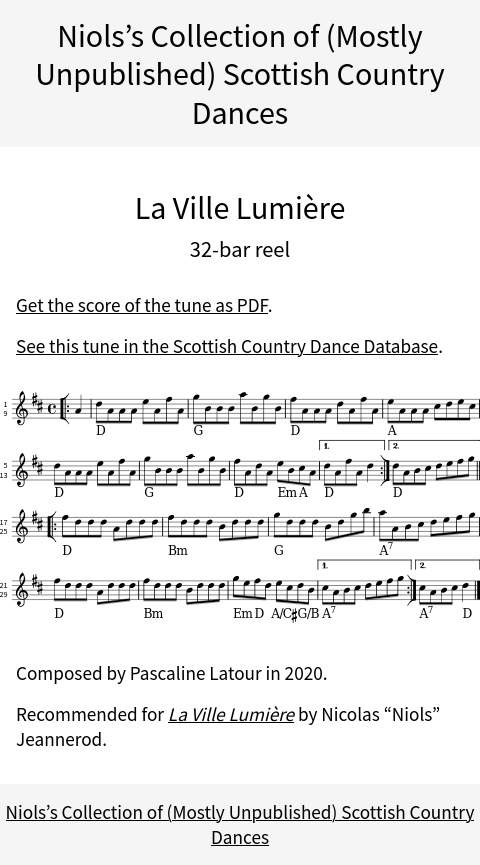 Niols’s Collection of (Mostly
Unpublished) Scottish Country
Dances
La Ville Lumière
32-bar reel
Get the score of the tune as PDF.
See this tune in the Scottish Country Dance Database.
1
9
D G D A
5
13
1. 2.
D G D Em A D D
17
25
D Bm G A7
21
29
1. 2.
D Bm Em D A/C♯ G/B A7 A7 D
Composed by Pascaline Latour in 2020.
Recommended for La Ville Lumière by Nicolas “Niols”
Jeannerod.
Niols’s Collection of (Mostly Unpublished) Scottish Country
Dances